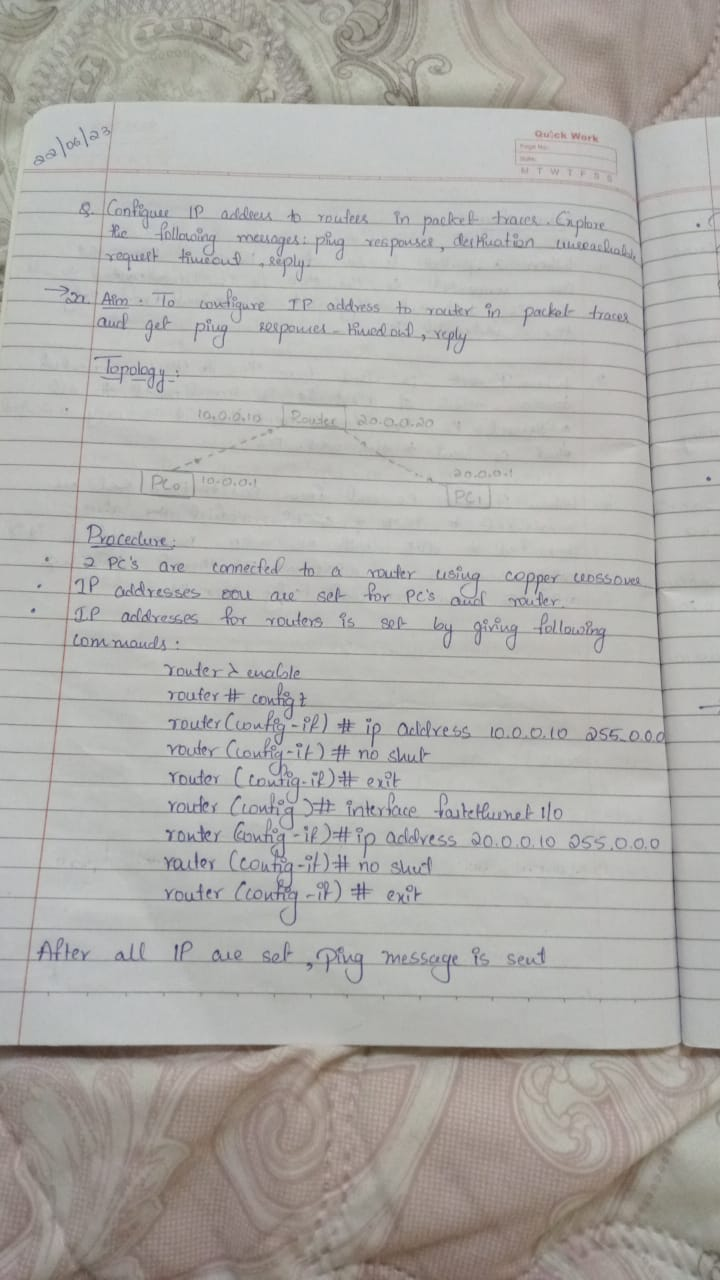 22/06/23
Quick Work
Page No.
Date:
M T W T F S S
Q. Configure IP address to routers in packet tracer. Explore
the following messages: ping responses, destination unreachable,
request timeout, reply.
→ 2a. Aim. To configure IP address to router in packet tracer
and get ping responses - timed out, reply
Topology:
10.0.0.10 Router 20.0.0.20
20.0.0.1
PC0 10.0.0.1
PC1
Procedure:
• 2 PC's are connected to a router using copper crossover
• IP addresses are set for PC's and router.
• IP addresses for routers is set by giving following
commands:
router > enable
router # config t
router (config-if) # ip address 10.0.0.10 255.0.0.0
router (config-if) # no shut
router (config-if) # exit
router (config) # interface fastethernet 1/0
router (config-if) # ip address 20.0.0.10 255.0.0.0
router (config-if) # no shut
router (config-if) # exit
After all IP are set, ping message is sent